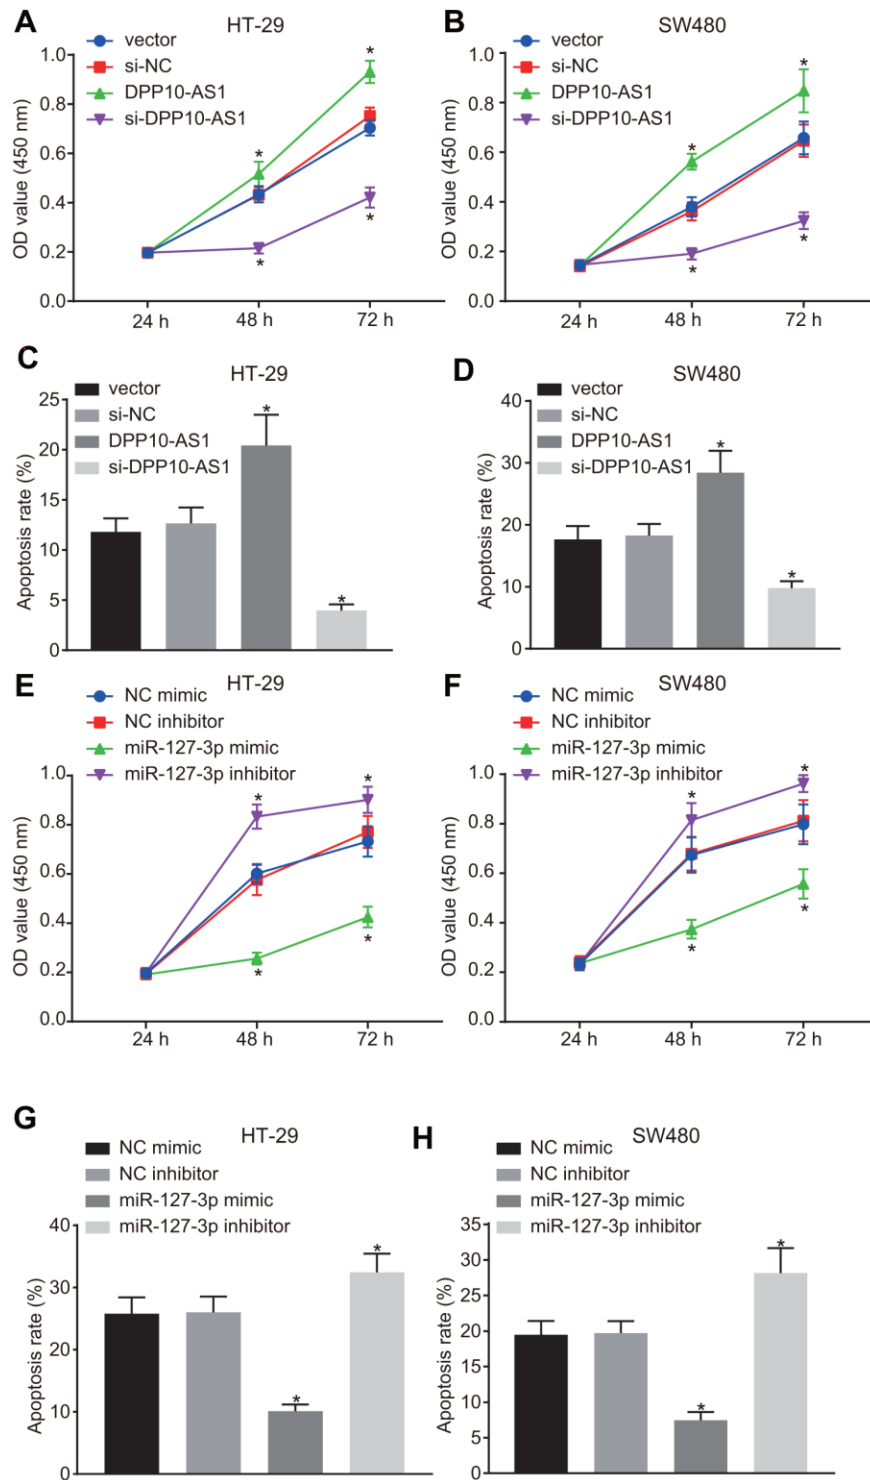 A
HT-29
vector
si-NC
DPP10-AS1
si-DPP10-AS1
OD value (450 nm)
1.0
0.8
0.6
0.4
0.2
0.0
*
*
*
*
24 h 48 h 72 h
B
SW480
vector
si-NC
DPP10-AS1
si-DPP10-AS1
OD value (450 nm)
1.0
0.8
0.6
0.4
0.2
0.0
*
*
*
*
24 h 48 h 72 h
C
HT-29
vector
si-NC
DPP10-AS1
si-DPP10-AS1
Apoptosis rate (%)
25
20
15
10
5
0
*
*
D
SW480
vector
si-NC
DPP10-AS1
si-DPP10-AS1
Apoptosis rate (%)
40
30
20
10
0
*
*
E
HT-29
NC mimic
NC inhibitor
miR-127-3p mimic
miR-127-3p inhibitor
OD value (450 nm)
1.0
0.8
0.6
0.4
0.2
0.0
*
*
*
*
24 h 48 h 72 h
F
SW480
NC mimic
NC inhibitor
miR-127-3p mimic
miR-127-3p inhibitor
OD value (450 nm)
1.0
0.8
0.6
0.4
0.2
0.0
*
*
*
*
24 h 48 h 72 h
G
HT-29
NC mimic
NC inhibitor
miR-127-3p mimic
miR-127-3p inhibitor
Apoptosis rate (%)
40
30
20
10
0
*
*
H
SW480
NC mimic
NC inhibitor
miR-127-3p mimic
miR-127-3p inhibitor
Apoptosis rate (%)
35
30
25
20
15
10
5
0
*
*